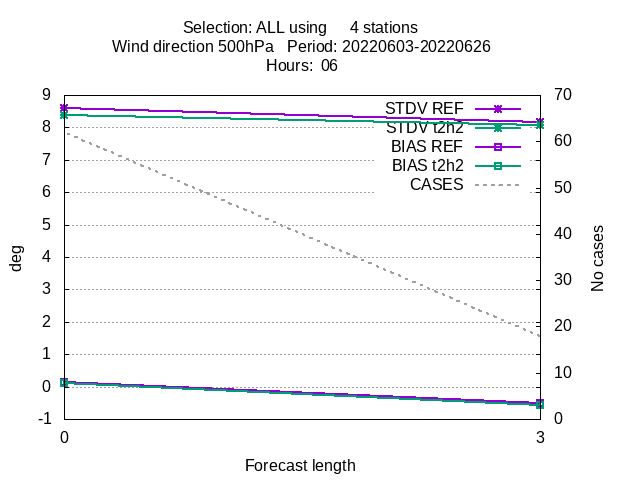 Selection: ALL using     4 stations
Wind direction 500hPa   Period: 20220603-20220626
Hours:  06
9
8
7
6
5
4
3
2
1
0
-1
deg
STDV REF
STDV t2h2
BIAS REF
BIAS t2h2
CASES
70
60
50
40
30
20
10
0
No cases
0
3
Forecast length